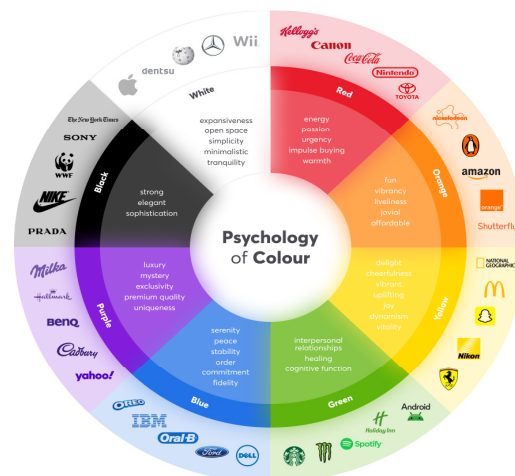 Psychology
of Colour
White
expansiveness
open space
simplicity
minimalistic
tranquility
dentsu
Wii
Red
energy
passion
urgency
impulse buying
warmth
Kellogg's
Canon
Coca-Cola
Nintendo
TOYOTA
Orange
fun
vibrancy
liveliness
jovial
affordable
nickelodeon
amazon
orange
Shutterfly
Yellow
delight
cheerfulness
vibrant
uplifting
joy
dynamism
vitality
NATIONAL
GEOGRAPHIC
Nikon
Green
interpersonal
relationships
healing
cognitive function
Android
Holiday Inn
Spotify
Blue
serenity
peace
stability
order
commitment
fidelity
OREO
IBM
Oral-B
Ford
DELL
Purple
luxury
mystery
exclusivity
premium quality
uniqueness
Milka
Hallmark
BenQ
Cadbury
yahoo!
Black
strong
elegant
sophistication
The New York Times
SONY
WWF
NIKE
PRADA